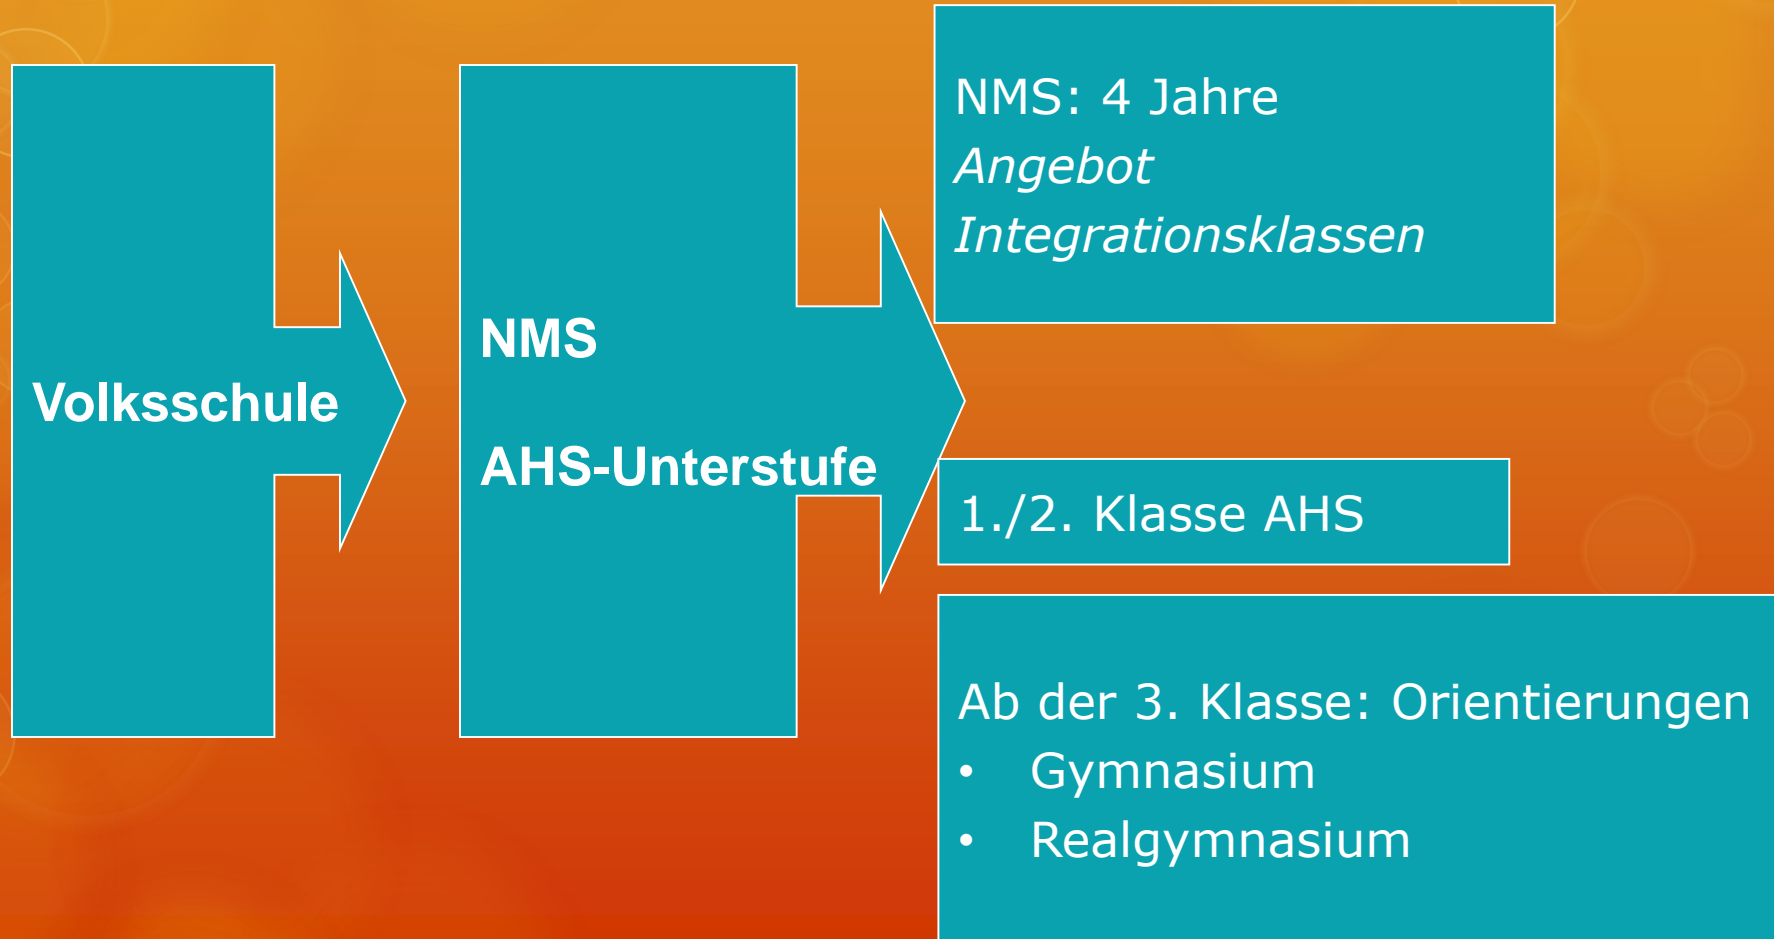 Volksschule
NMS
AHS-Unterstufe
NMS: 4 Jahre
Angebot
Integrationsklassen
1./2. Klasse AHS
Ab der 3. Klasse: Orientierungen
• Gymnasium
• Realgymnasium